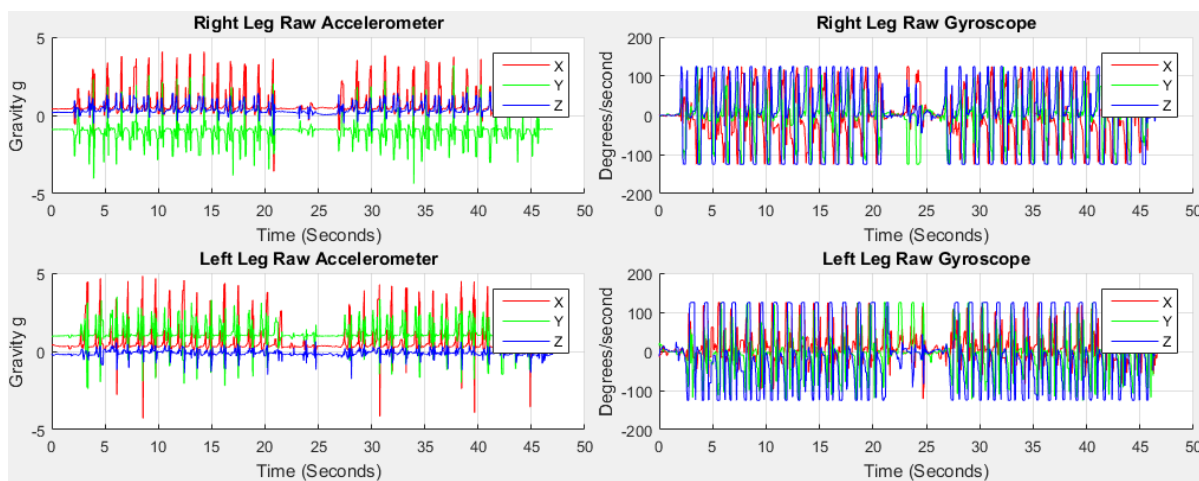 Right Leg Raw Accelerometer
Gravity g
5
0
-5
X
Y
Z
0 5 10 15 20 25 30 35 40 45 50
Time (Seconds)
Right Leg Raw Gyroscope
Degrees/second
200
100
0
-100
-200
X
Y
Z
0 5 10 15 20 25 30 35 40 45 50
Time (Seconds)
Left Leg Raw Accelerometer
Gravity g
5
0
-5
X
Y
Z
0 5 10 15 20 25 30 35 40 45 50
Time (Seconds)
Left Leg Raw Gyroscope
Degrees/second
200
100
0
-100
-200
X
Y
Z
0 5 10 15 20 25 30 35 40 45 50
Time (Seconds)